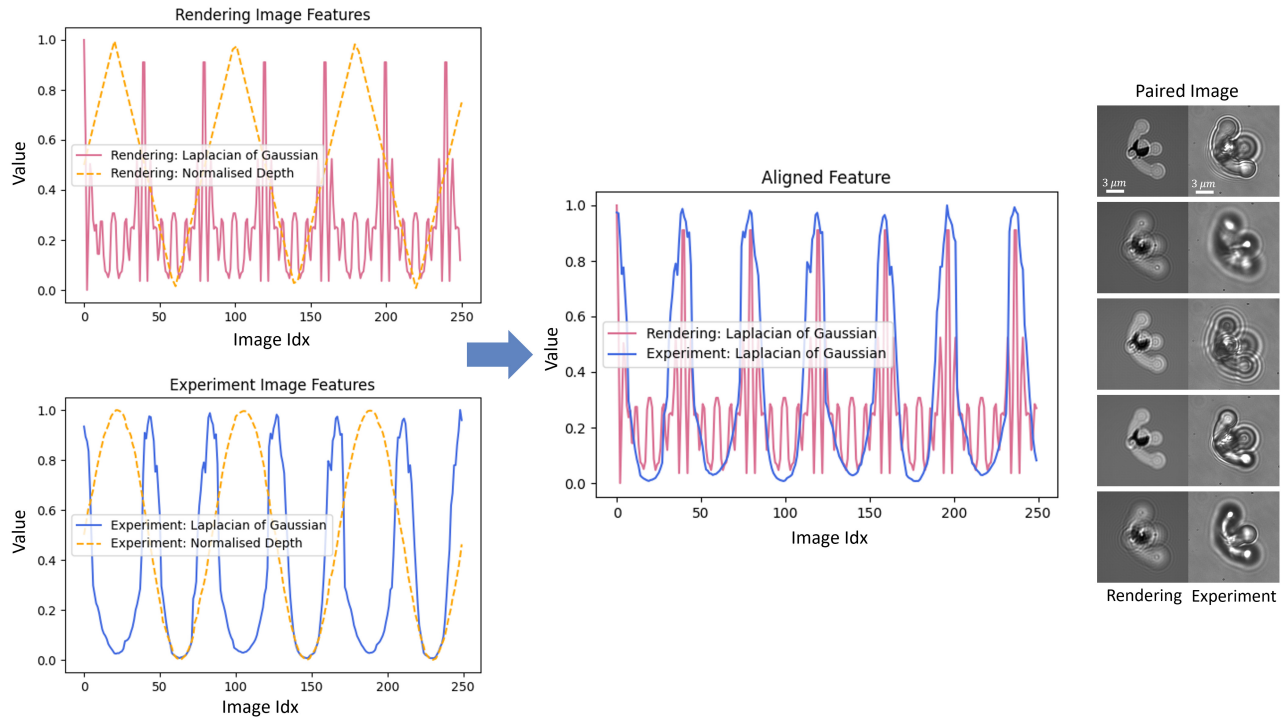 Rendering Image Features
1.0
0.8
0.6
0.4
0.2
0.0
Value
Rendering: Laplacian of Gaussian
Rendering: Normalised Depth
0 50 100 150 200 250
Image Idx
Experiment Image Features
1.0
0.8
0.6
0.4
0.2
0.0
Value
Experiment: Laplacian of Gaussian
Experiment: Normalised Depth
0 50 100 150 200 250
Image Idx
Aligned Feature
1.0
0.8
0.6
0.4
0.2
0.0
Value
Rendering: Laplacian of Gaussian
Experiment: Laplacian of Gaussian
0 50 100 150 200 250
Image Idx
Paired Image
3 μm 3 μm
Rendering Experiment